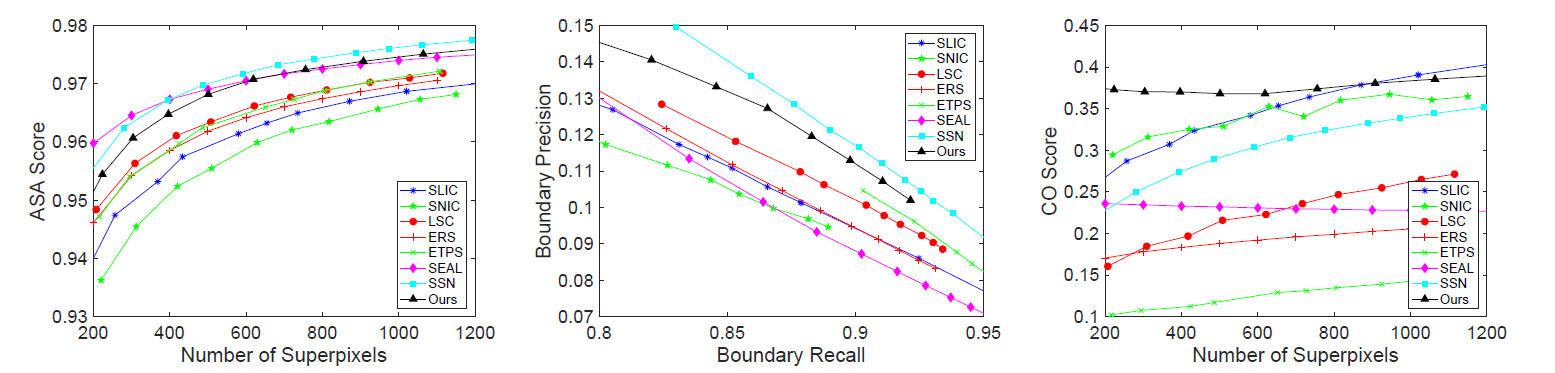 0.98
0.97
0.96
0.95
0.94
0.93
200 400 600 800 1000 1200
ASA Score
Number of Superpixels
SLIC
SNIC
LSC
ERS
ETPS
SEAL
SSN
Ours
0.15
0.14
0.13
0.12
0.11
0.1
0.09
0.08
0.07
0.8 0.85 0.9 0.95
Boundary Precision
Boundary Recall
SLIC
SNIC
LSC
ERS
ETPS
SEAL
SSN
Ours
0.45
0.4
0.35
0.3
0.25
0.2
0.15
0.1
200 400 600 800 1000 1200
CO Score
Number of Superpixels
SLIC
SNIC
LSC
ERS
ETPS
SEAL
SSN
Ours